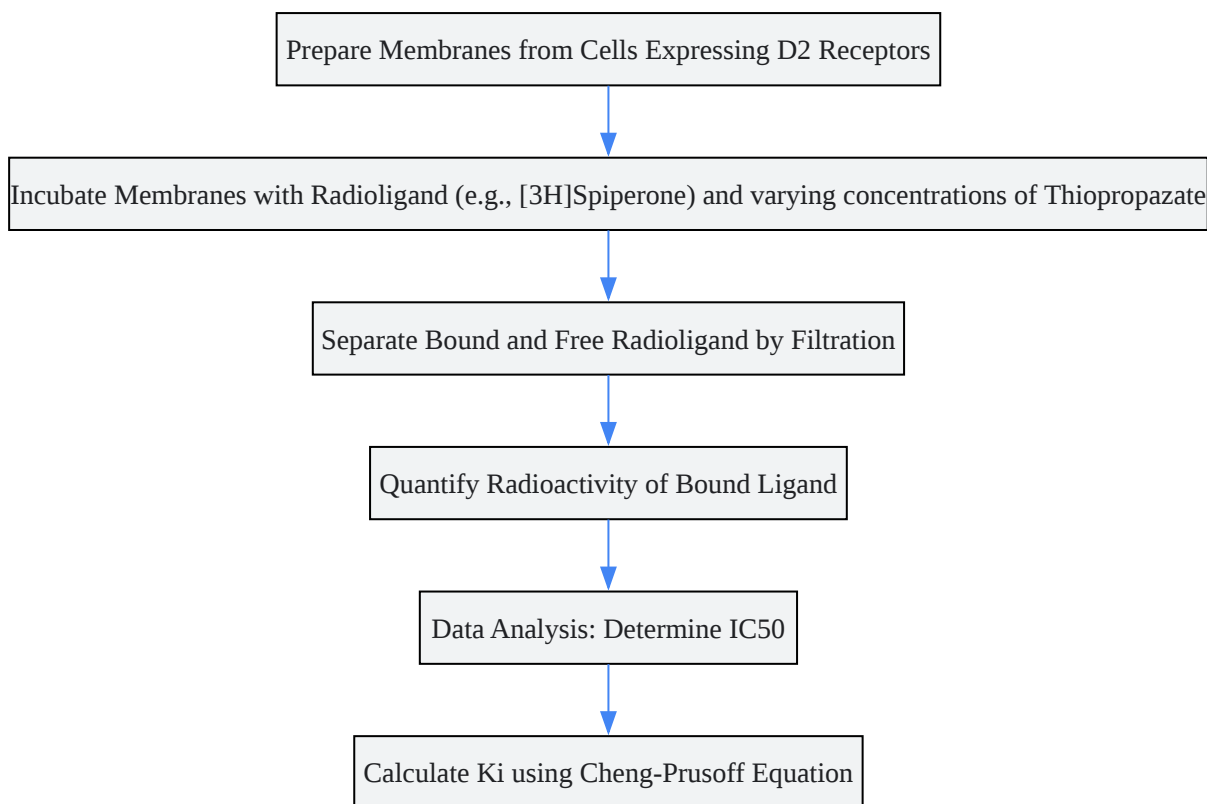 Prepare Membranes from Cells Expressing D2 Receptors
Incubate Membranes with Radioligand (e.g., [3H]Spiperone) and varying concentrations of Thiopropazate
Separate Bound and Free Radioligand by Filtration
Quantify Radioactivity of Bound Ligand
Data Analysis: Determine IC50
Calculate Ki using Cheng-Prusoff Equation